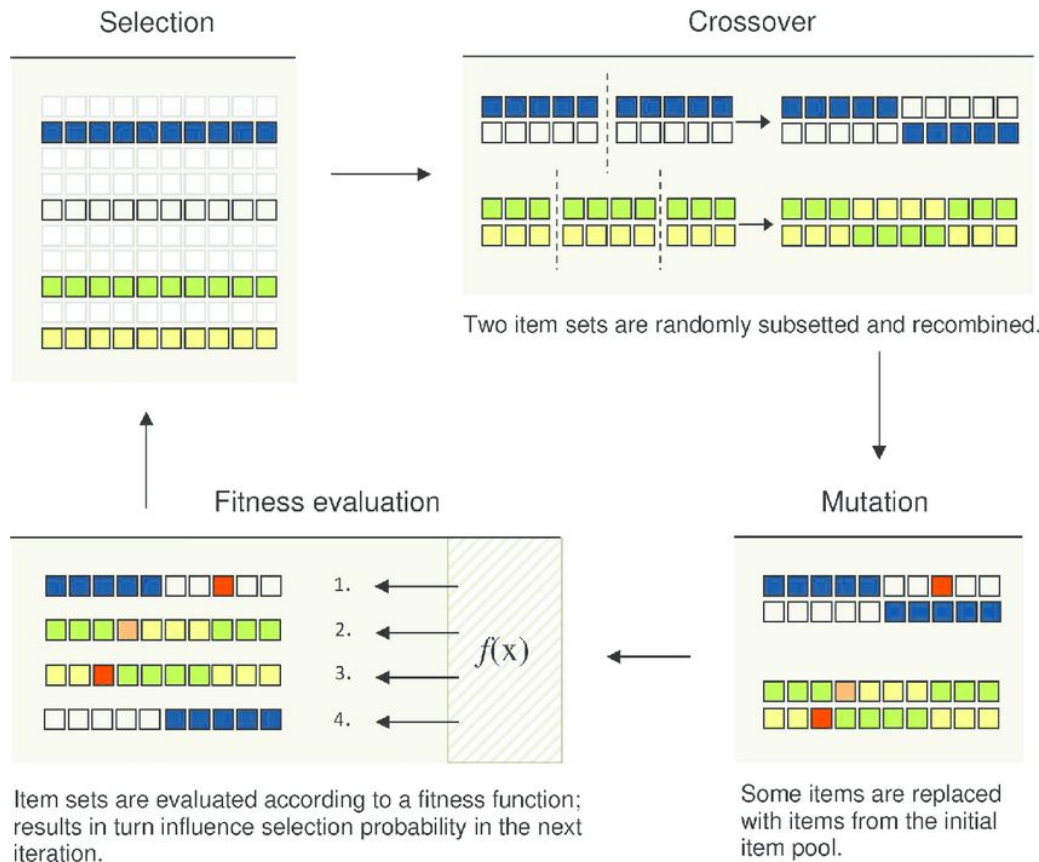 Selection
Crossover
Two item sets are randomly subsetted and recombined.
Fitness evaluation
1.
2.
3.
4.
f(x)
Item sets are evaluated according to a fitness function;
results in turn influence selection probability in the next
iteration.
Mutation
Some items are replaced
with items from the initial
item pool.